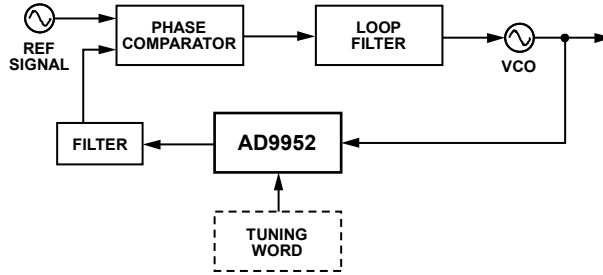 REF
SIGNAL
PHASE
COMPARATOR
LOOP
FILTER
VCO
FILTER
AD9952
TUNING
WORD